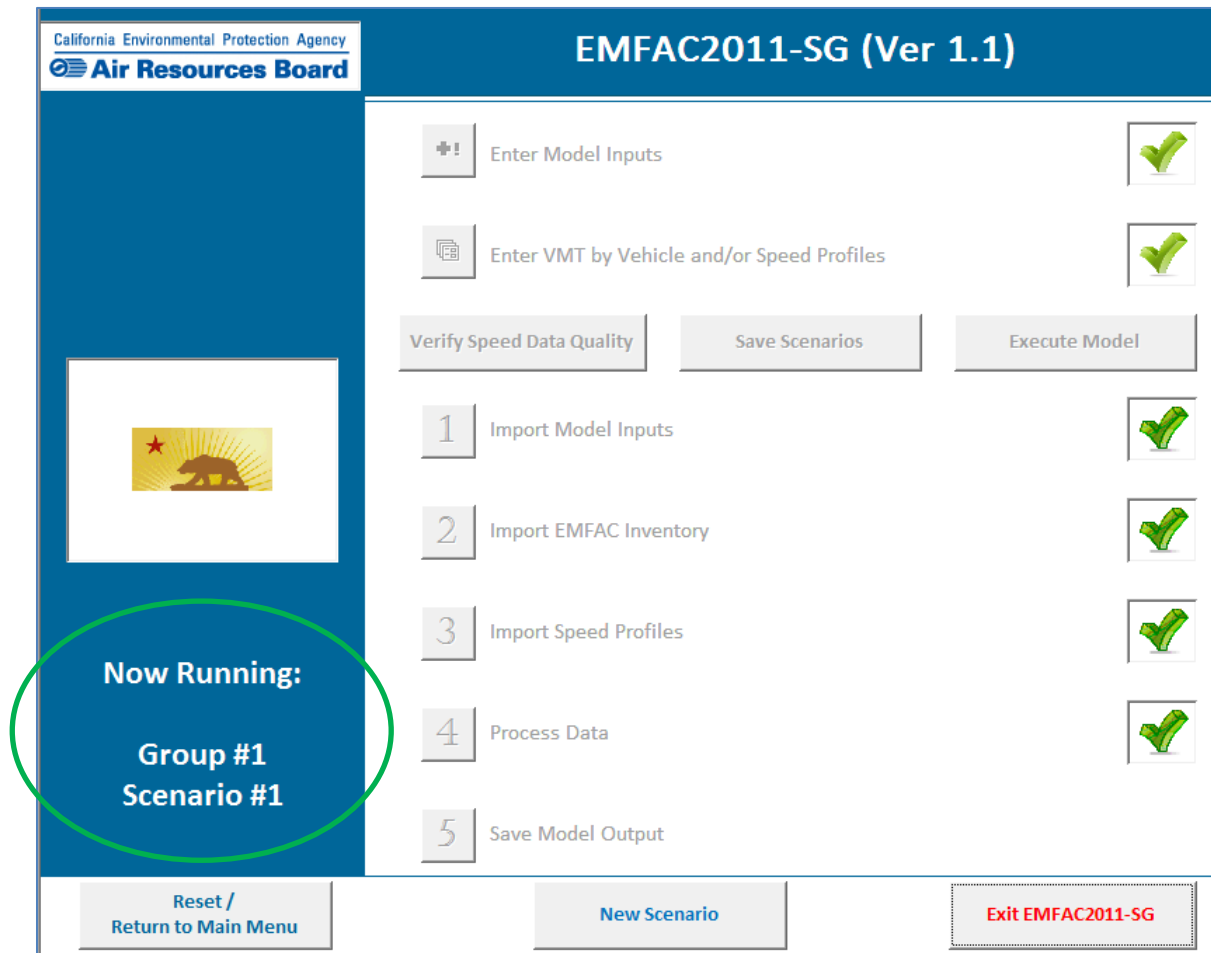 California Environmental Protection Agency
Air Resources Board
EMFAC2011-SG (Ver 1.1)
Enter Model Inputs
Enter VMT by Vehicle and/or Speed Profiles
Verify Speed Data Quality
Save Scenarios
Execute Model
1 Import Model Inputs
2 Import EMFAC Inventory
3 Import Speed Profiles
4 Process Data
5 Save Model Output
Now Running:
Group #1
Scenario #1
Reset /
Return to Main Menu
New Scenario
Exit EMFAC2011-SG